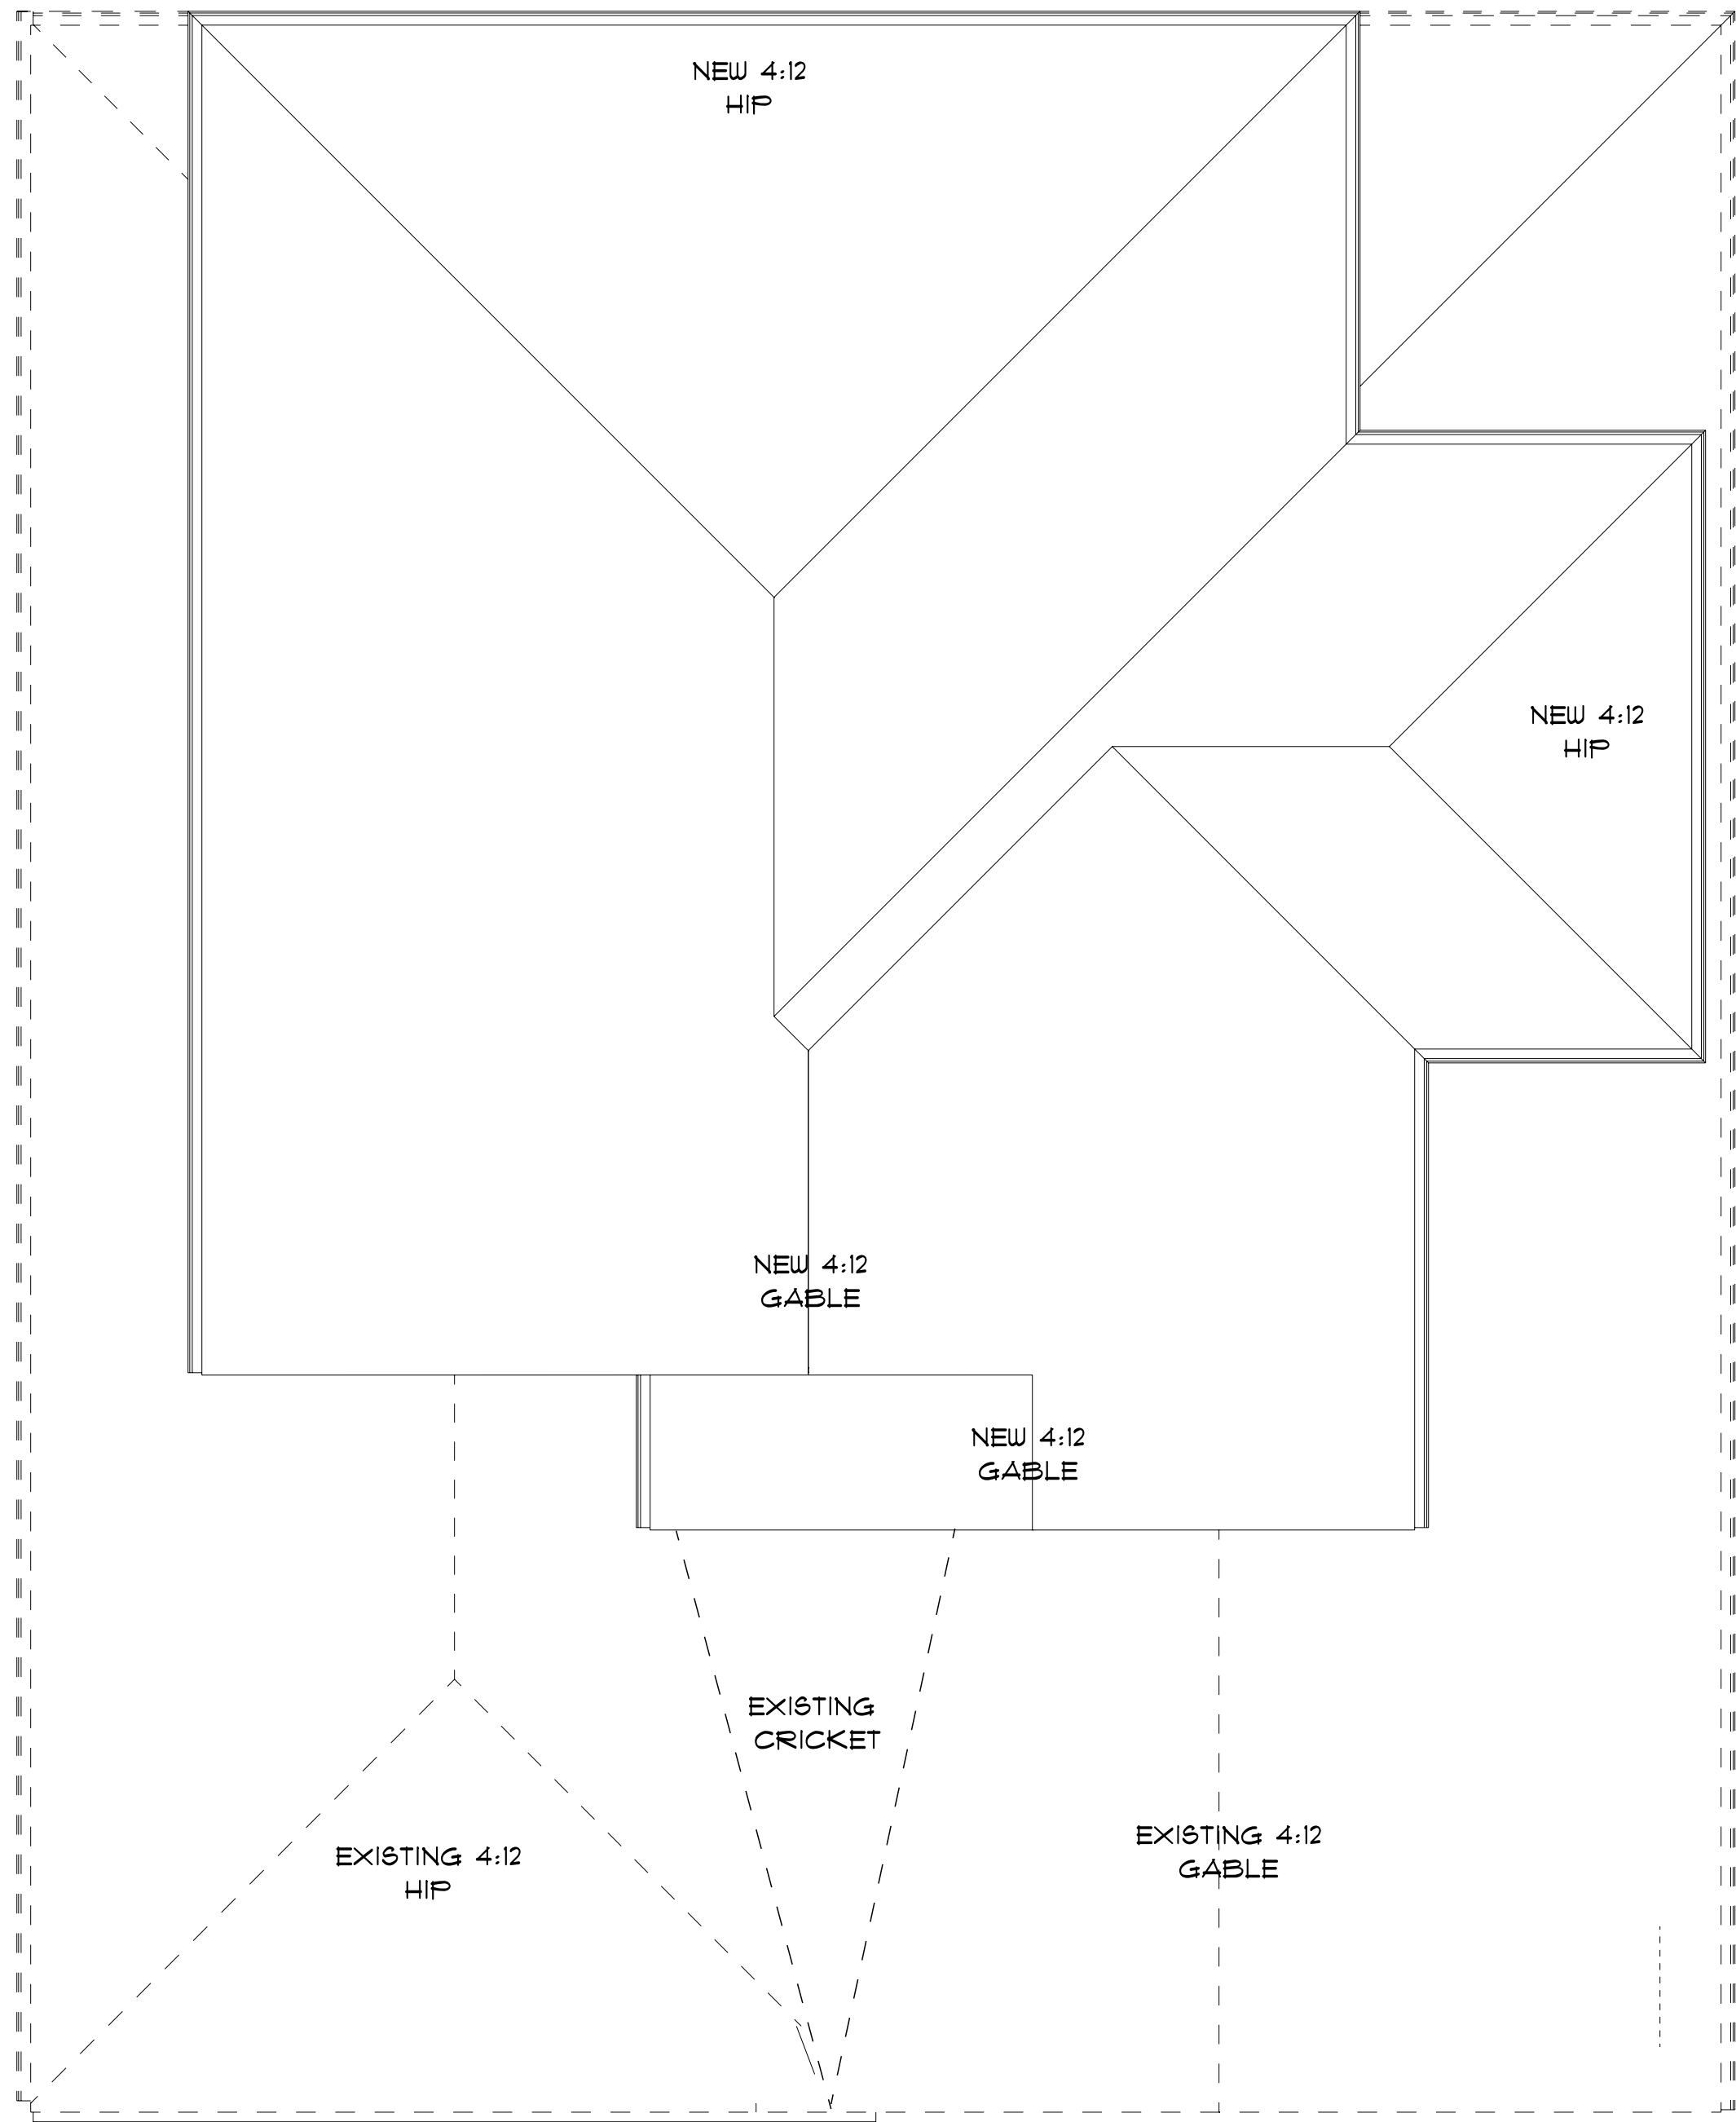 NEW 4:12
HIP
NEW 4:12
HIP
NEW 4:12
GABLE
NEW 4:12
GABLE
EXISTING
CRICKET
EXISTING 4:12
GABLE
EXISTING 4:12
HIP